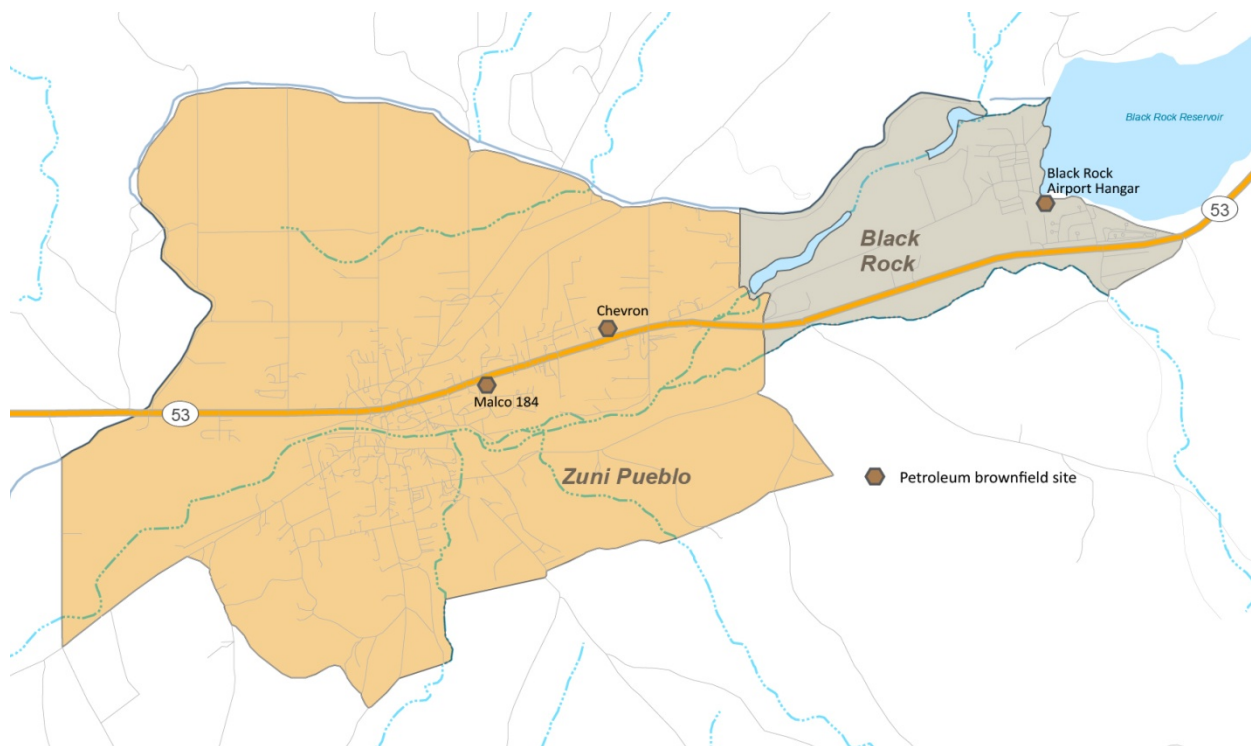 Black Rock Reservoir
Black Rock
Airport Hangar
53
Black
Rock
Chevron
Malco 184
53
Zuni Pueblo
Petroleum brownfield site